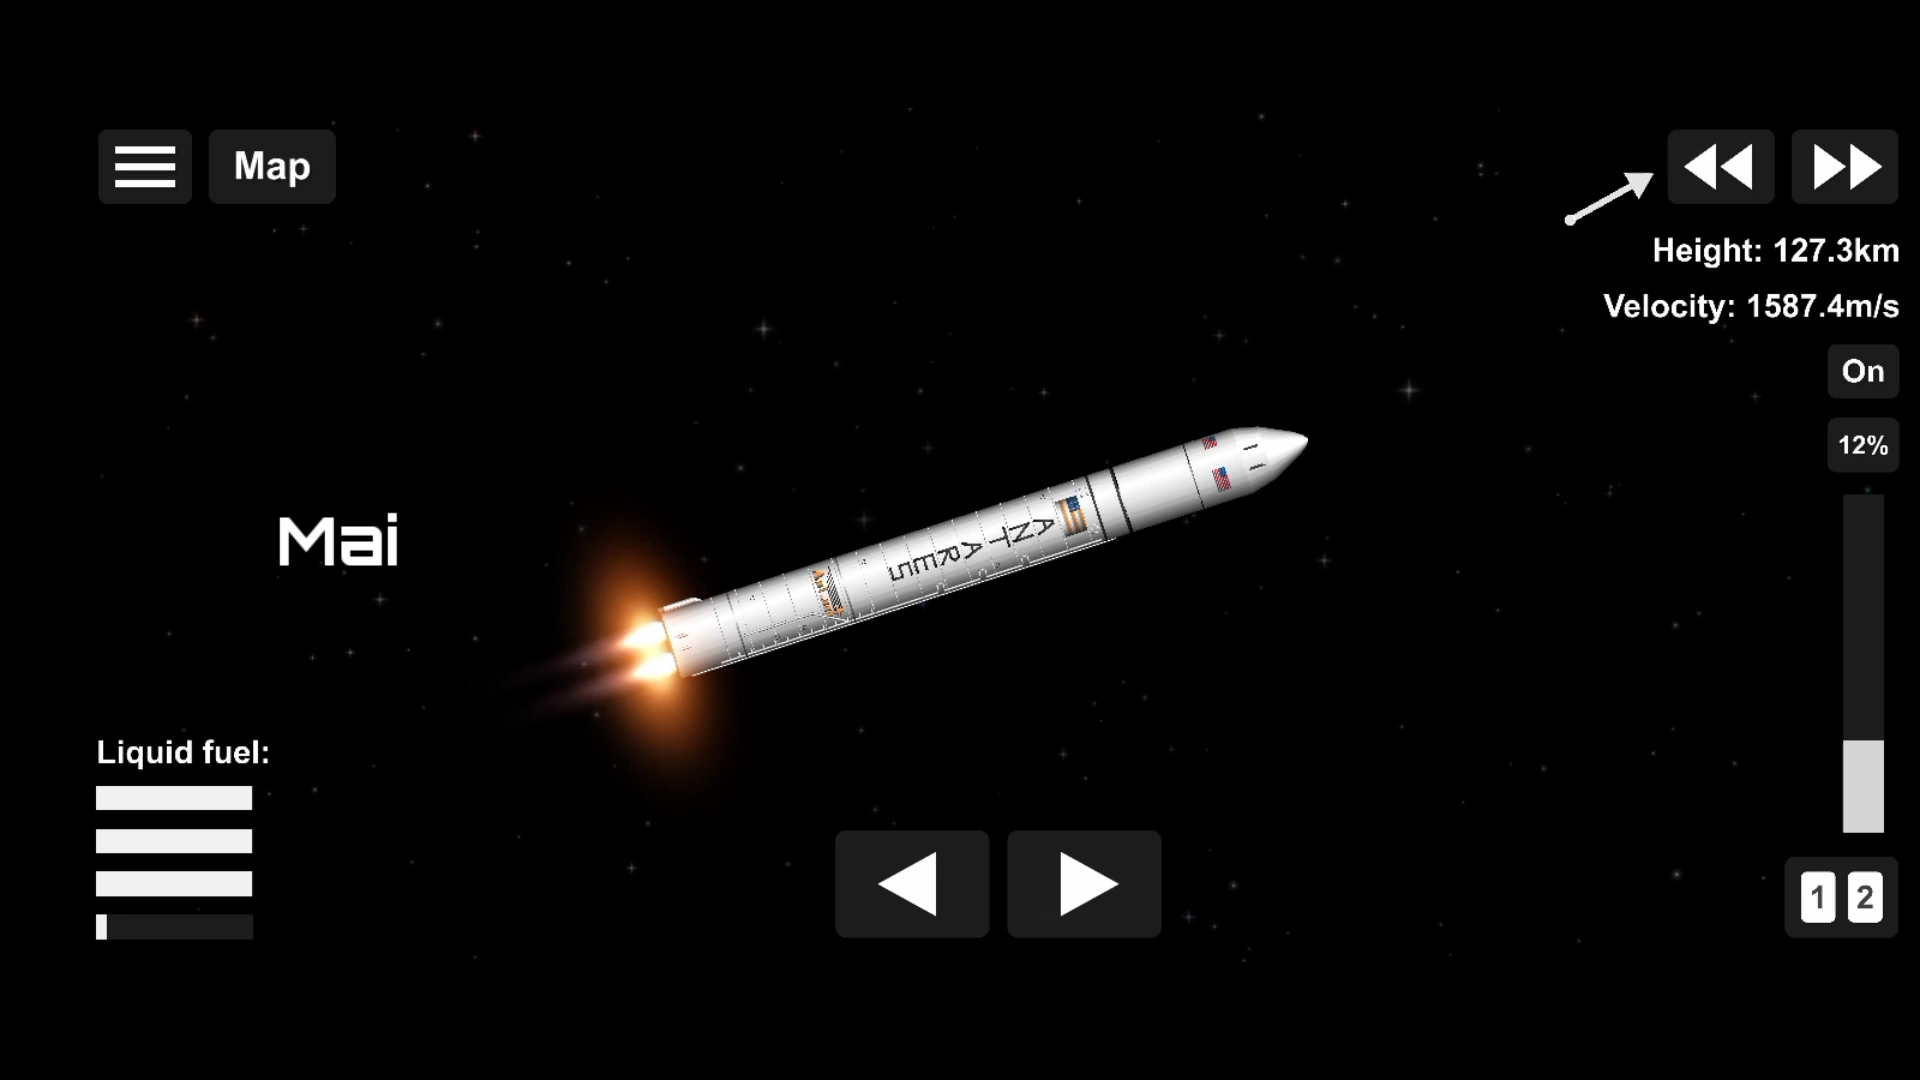 Map
Height: 127.3km
Velocity: 1587.4m/s
On
12%
ANTARES
Mai
Liquid fuel:
1 2